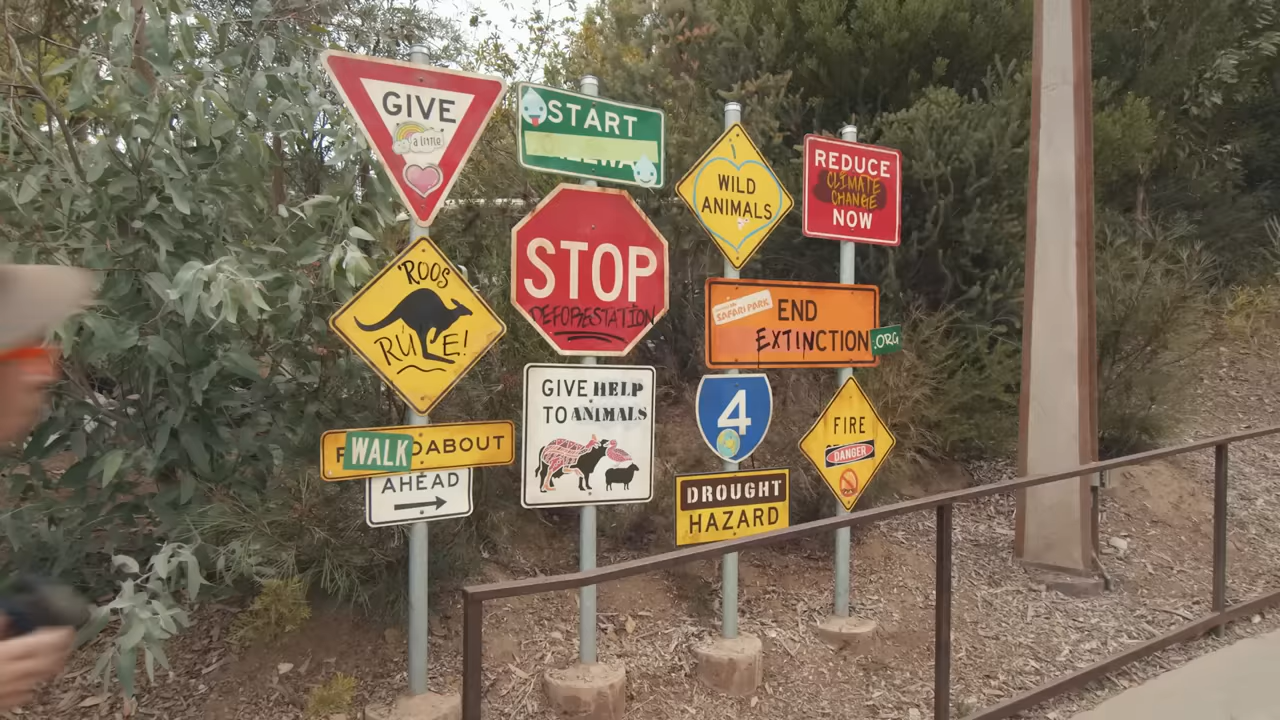 GIVE
a little
'ROOS
RULE!
WALK DABOUT
AHEAD
START
STOP
DEFORESTATION
GIVE HELP
TO ANIMALS
i
WILD
ANIMALS
REDUCE
CLIMATE
CHANGE
NOW
SAFARI PARK
END
EXTINCTION .ORG
4
DROUGHT
HAZARD
FIRE
DANGER